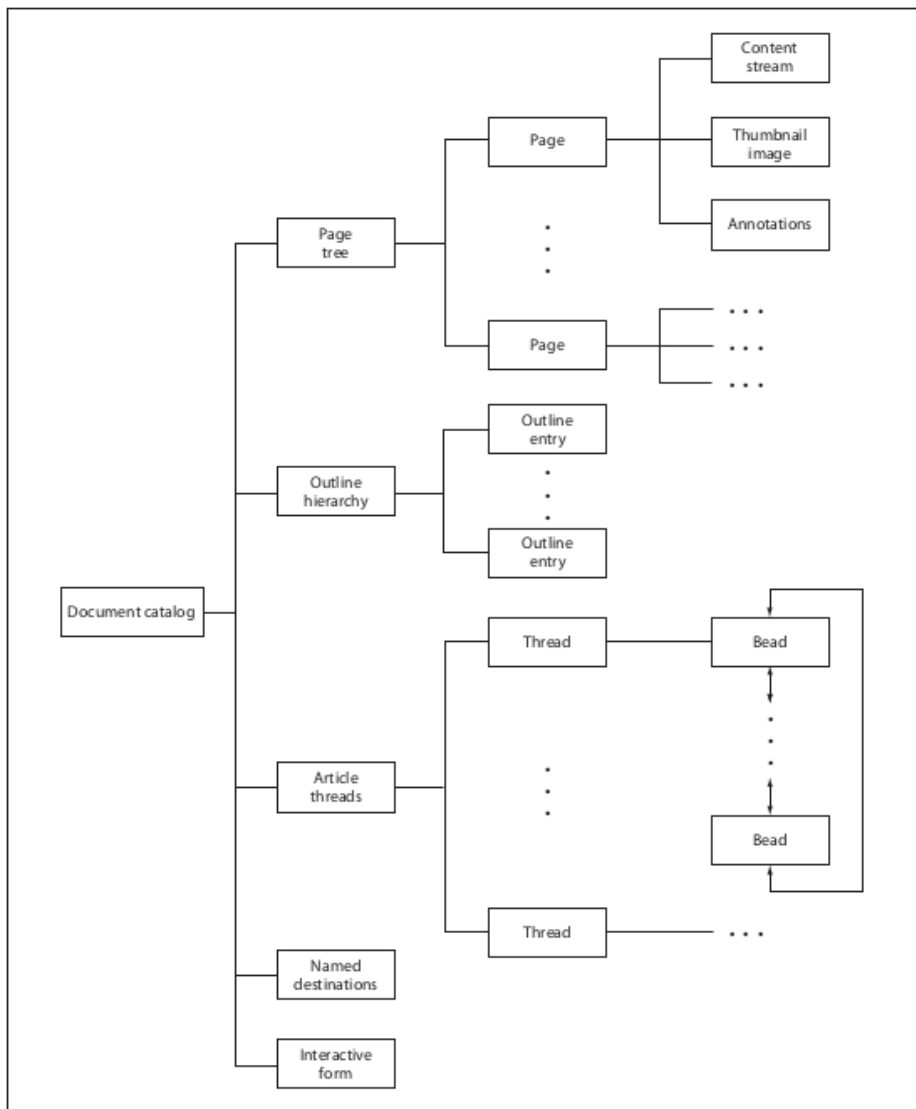 Content
stream
Page
Thumbnail
image
Page
tree
Annotations
Page
Outline
entry
Outline
hierarchy
Outline
entry
Document catalog
Thread
Bead
Article
threads
Bead
Thread
Named
destinations
Interactive
form